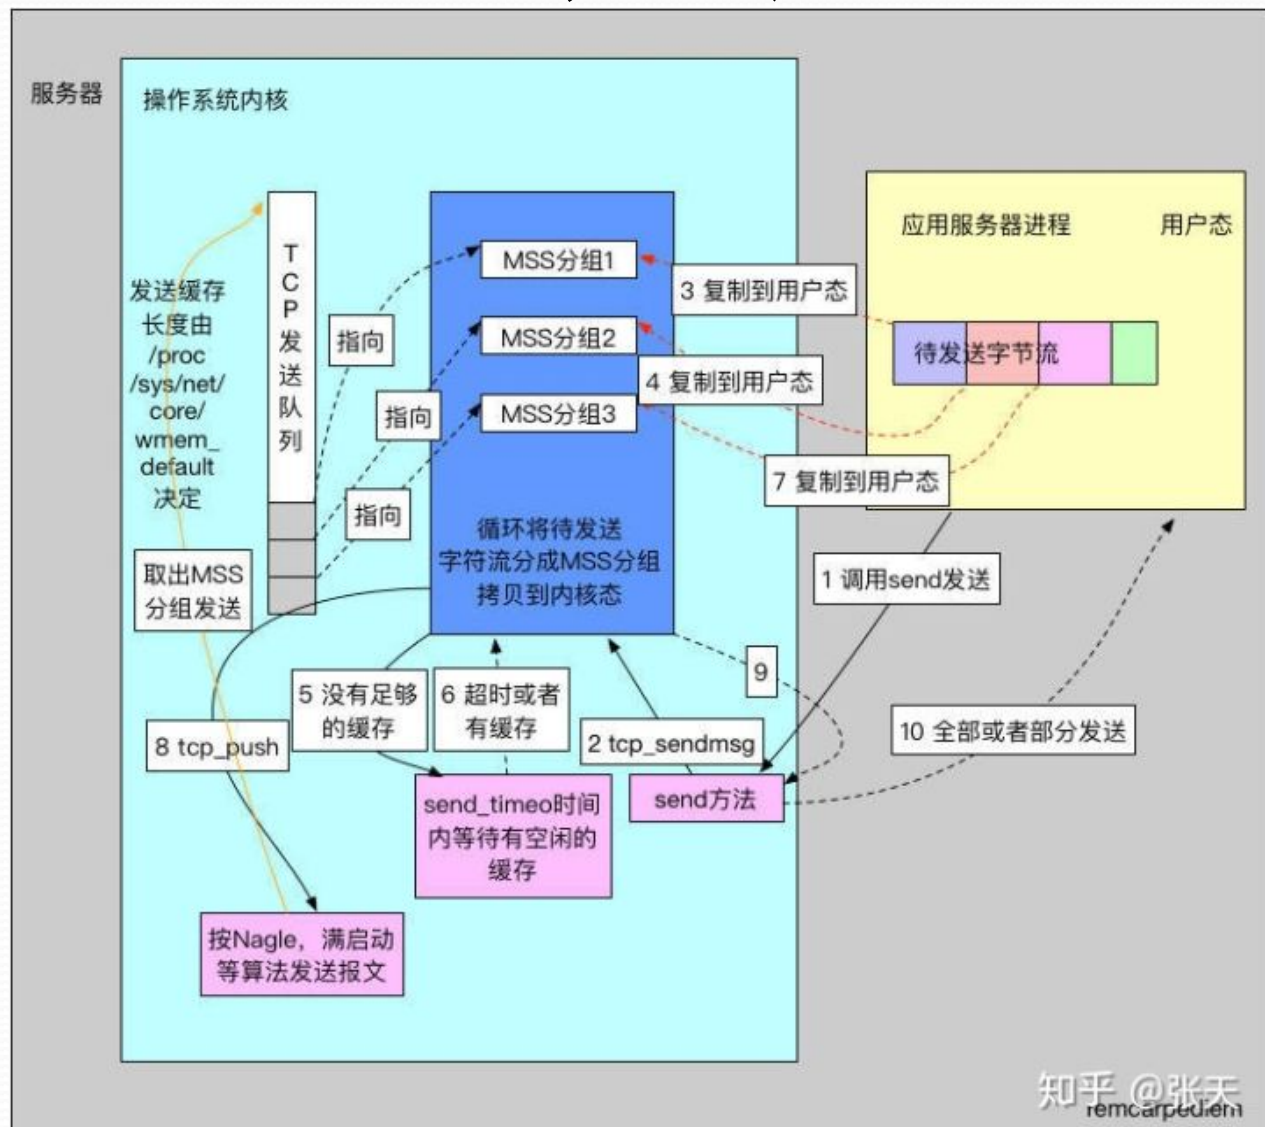 服务器
操作系统内核
应用服务器进程
用户态
TCP发送队列
MSS分组1
MSS分组2
MSS分组3
3 复制到用户态
4 复制到用户态
7 复制到用户态
待发送字节流
指向
指向
指向
发送缓存
长度由
/proc
/sys/net/
core/
wmem_
default
决定
循环将待发送
字符流分成MSS分组
拷贝到内核态
取出MSS
分组发送
1 调用send发送
5 没有足够
的缓存
6 超时或者
有缓存
9
2 tcp_sendmsg
8 tcp_push
10 全部或者部分发送
send_timeo时间
内等待有空闲的
缓存
send方法
按Nagle，满启动
等算法发送报文
知乎 @张天
remcarpediem